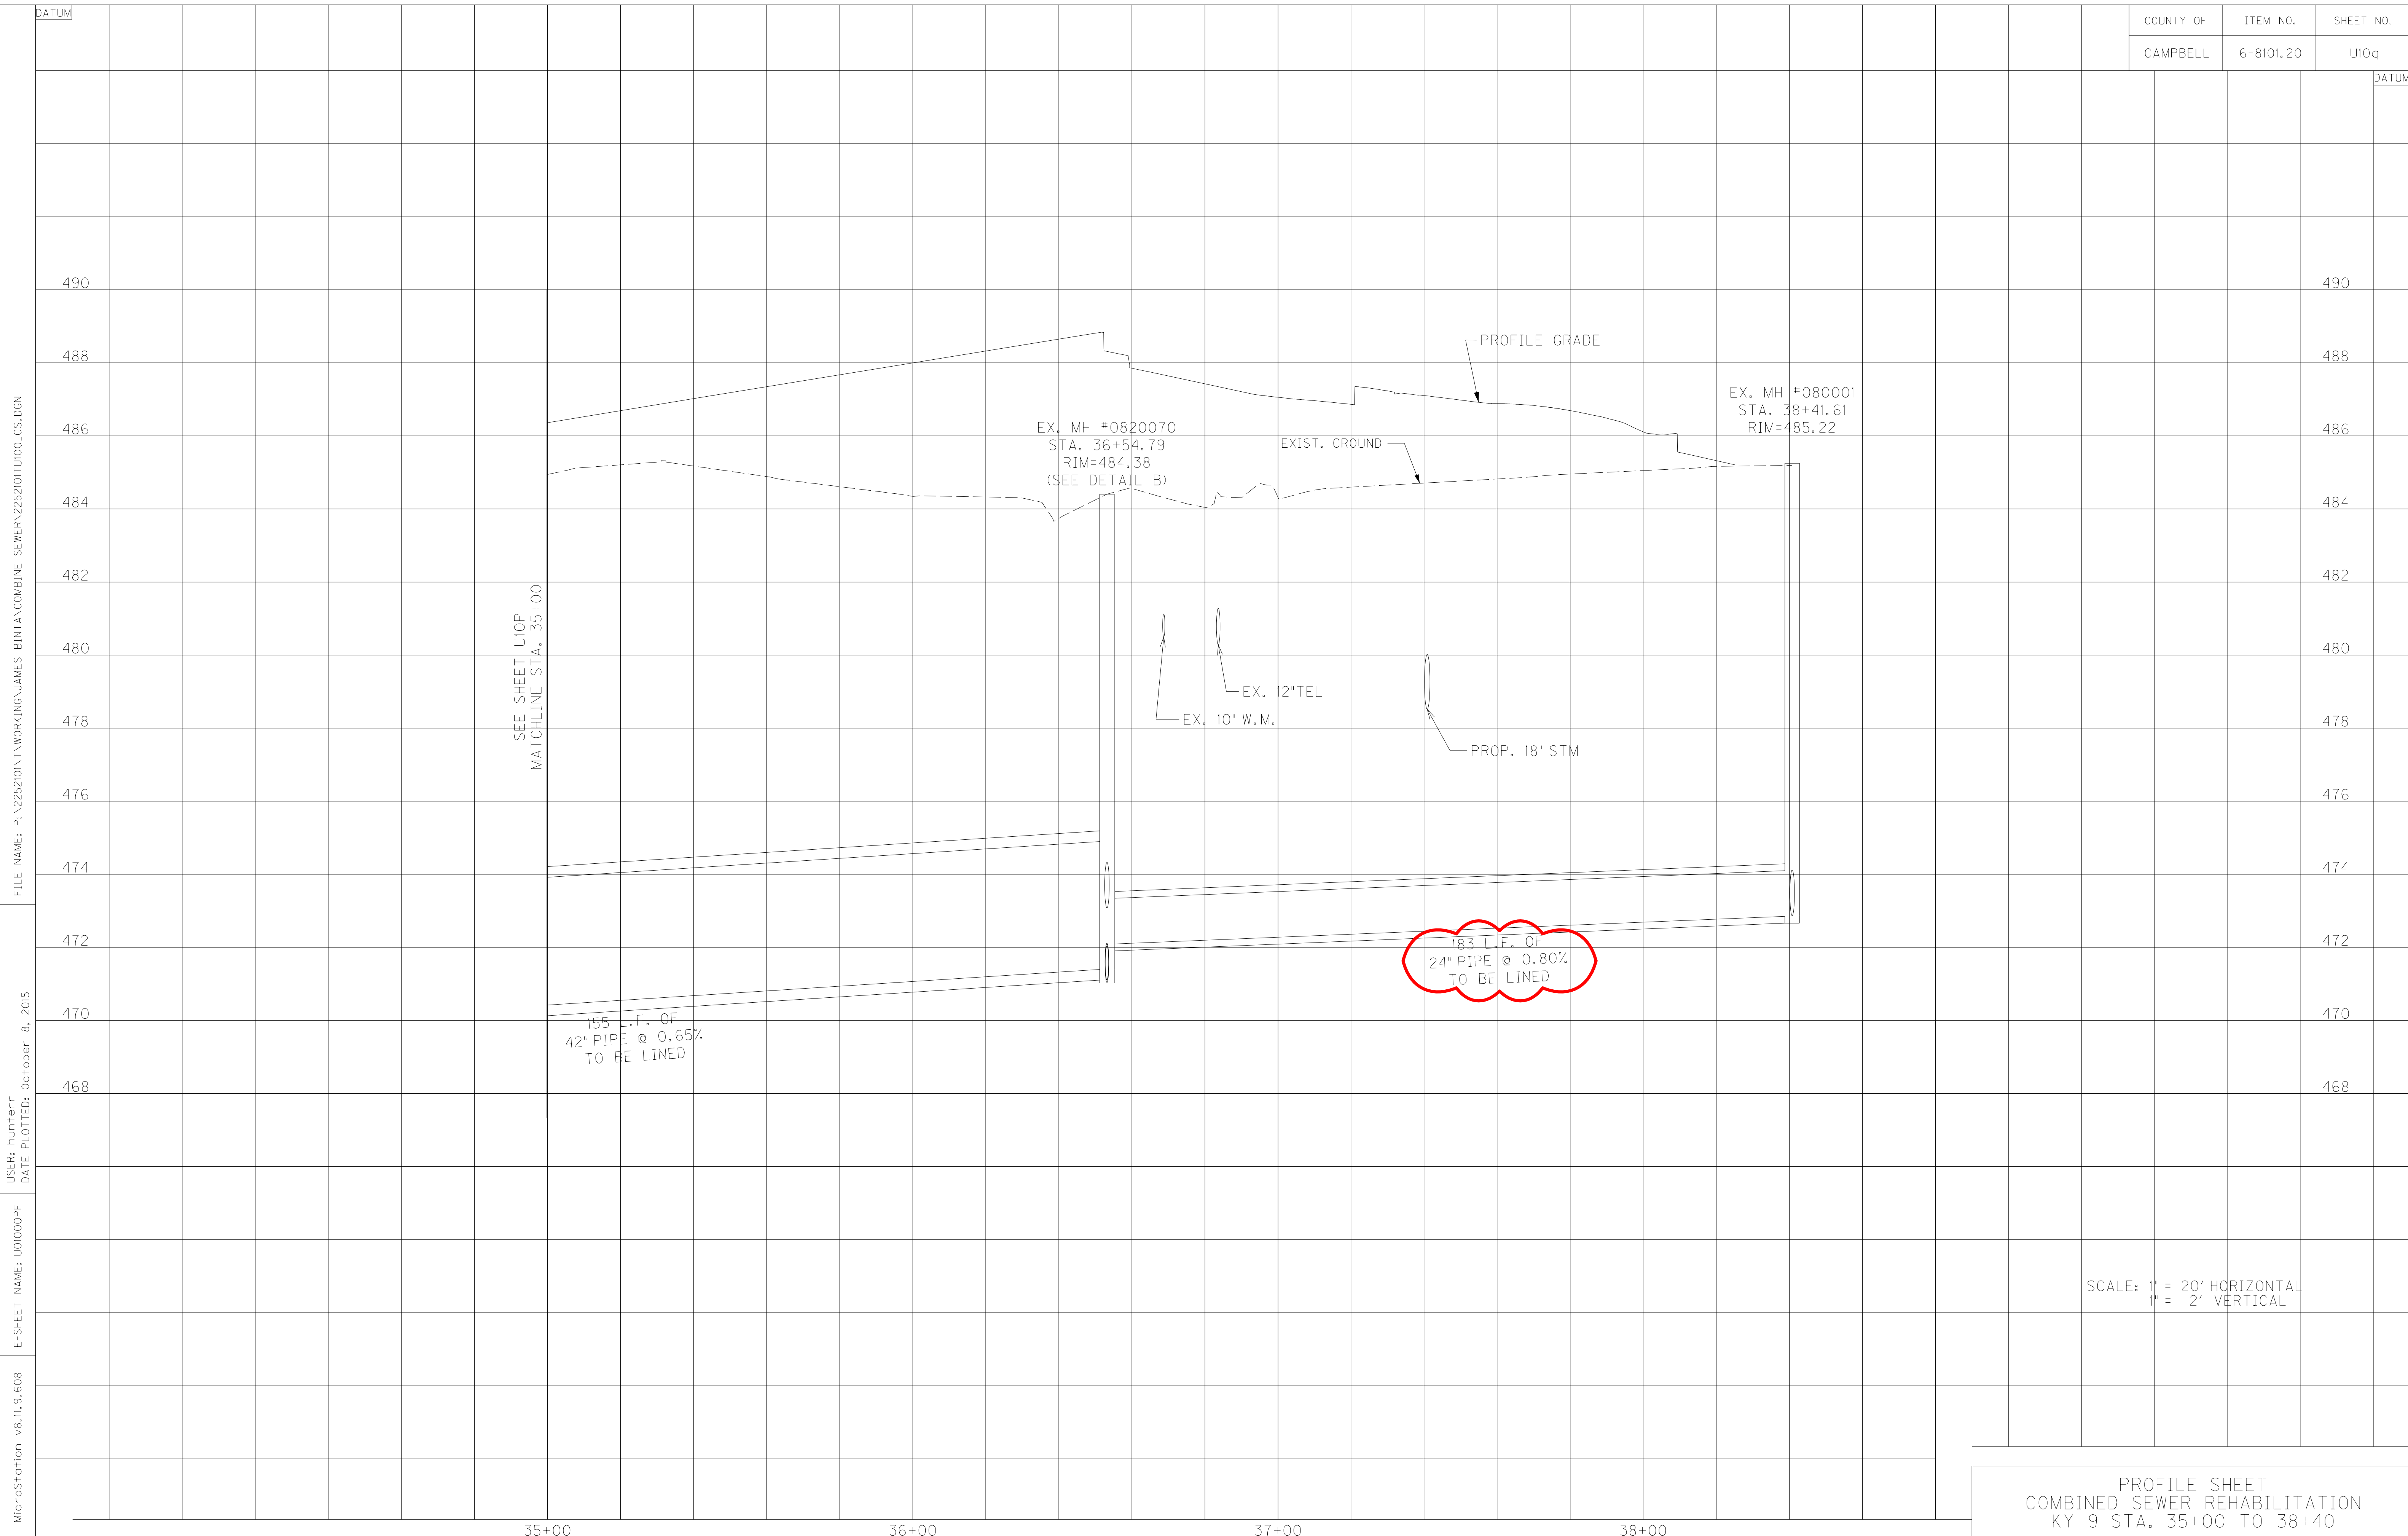 DATUM
COUNTY OF ITEM NO. SHEET NO.
CAMPBELL 6-8101.20 U10q
DATUM
490 490
488 488
486 486
484 484
482 482
480 480
478 478
476 476
474 474
472 472
470 470
468 468
PROFILE GRADE
EX. MH #080001
STA. 38+41.61
RIM=485.22
EX. MH #0820070
STA. 36+54.79
RIM=484.38
(SEE DETAIL B)
EXIST. GROUND
SEE SHEET U10P
MATCHLINE STA. 35+00
EX. 12"TEL
EX. 10" W.M.
PROP. 18" STM
183 L.F. OF
24" PIPE @ 0.80%
TO BE LINED
155 L.F. OF
42" PIPE @ 0.65%
TO BE LINED
SCALE: 1" = 20' HORIZONTAL
1" = 2' VERTICAL
PROFILE SHEET
COMBINED SEWER REHABILITATION
KY 9 STA. 35+00 TO 38+40
35+00 36+00 37+00 38+00
FILE NAME: P:\2252101\T\WORKING\JAMES BINTA\COMBINE SEWER\2252101TU10Q_CS.DGN
USER: hunterr
DATE PLOTTED: October 8, 2015
E-SHEET NAME: U0100QPF
MicroStation v8.11.9.608